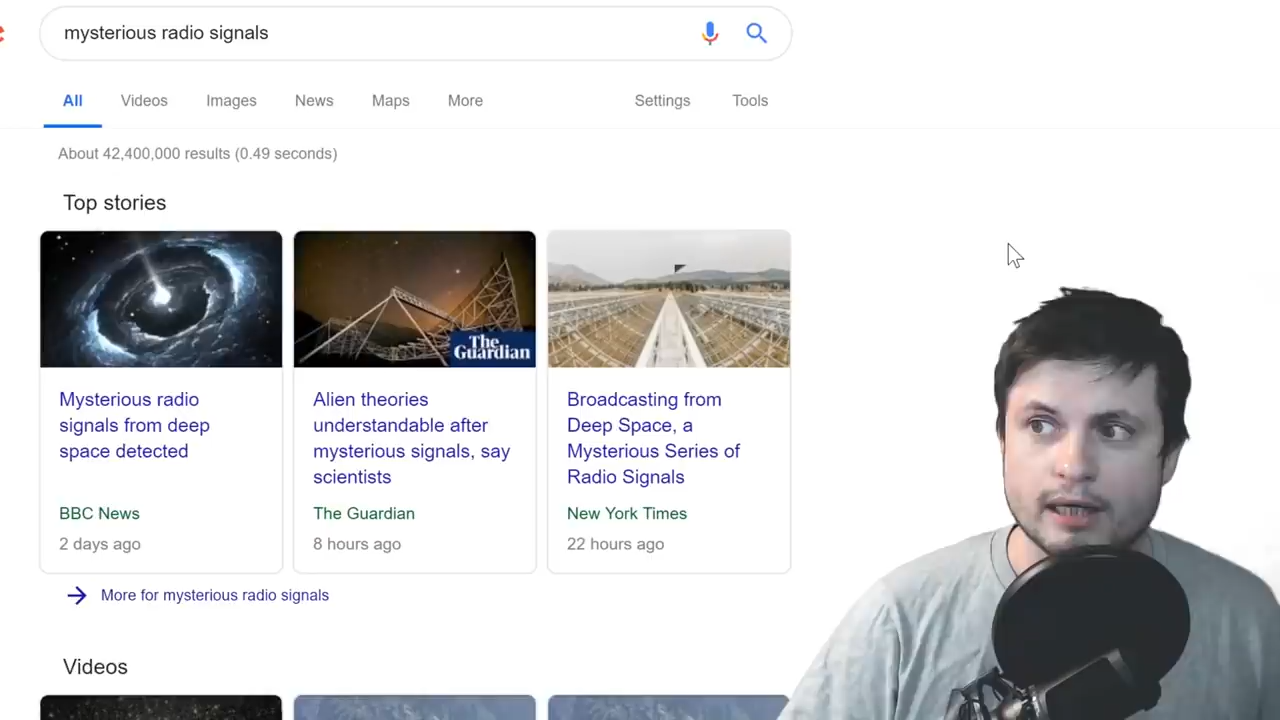 mysterious radio signals
All Videos Images News Maps More Settings Tools
About 42,400,000 results (0.49 seconds)
Top stories
The
Guardian
Mysterious radio
signals from deep
space detected
BBC News
2 days ago
Alien theories
understandable after
mysterious signals, say
scientists
The Guardian
8 hours ago
Broadcasting from
Deep Space, a
Mysterious Series of
Radio Signals
New York Times
22 hours ago
More for mysterious radio signals
Videos